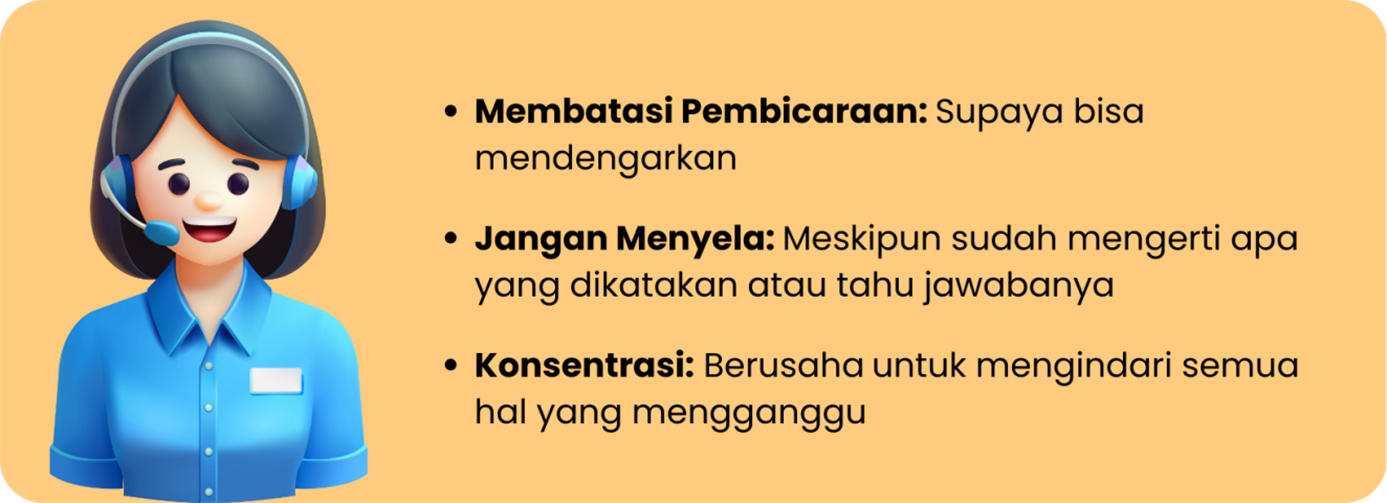 • Membatasi Pembicaraan: Supaya bisa
mendengarkan
• Jangan Menyela: Meskipun sudah mengerti apa
yang dikatakan atau tahu jawabanya
• Konsentrasi: Berusaha untuk mengindari semua
hal yang mengganggu